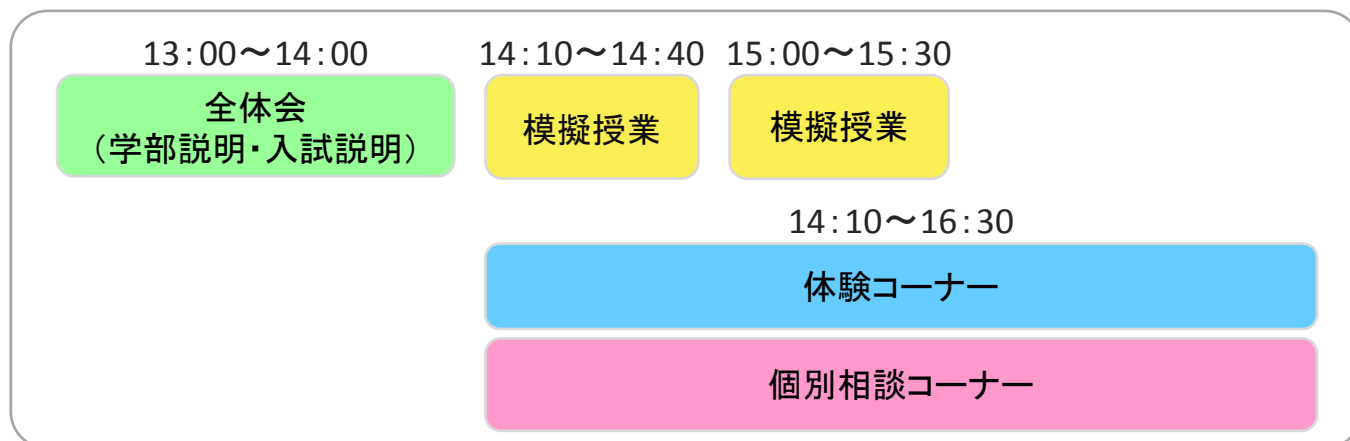 13:00～14:00
全体会
（学部説明・入試説明）
14:10～14:40
模擬授業
15:00～15:30
模擬授業
14:10～16:30
体験コーナー
個別相談コーナー